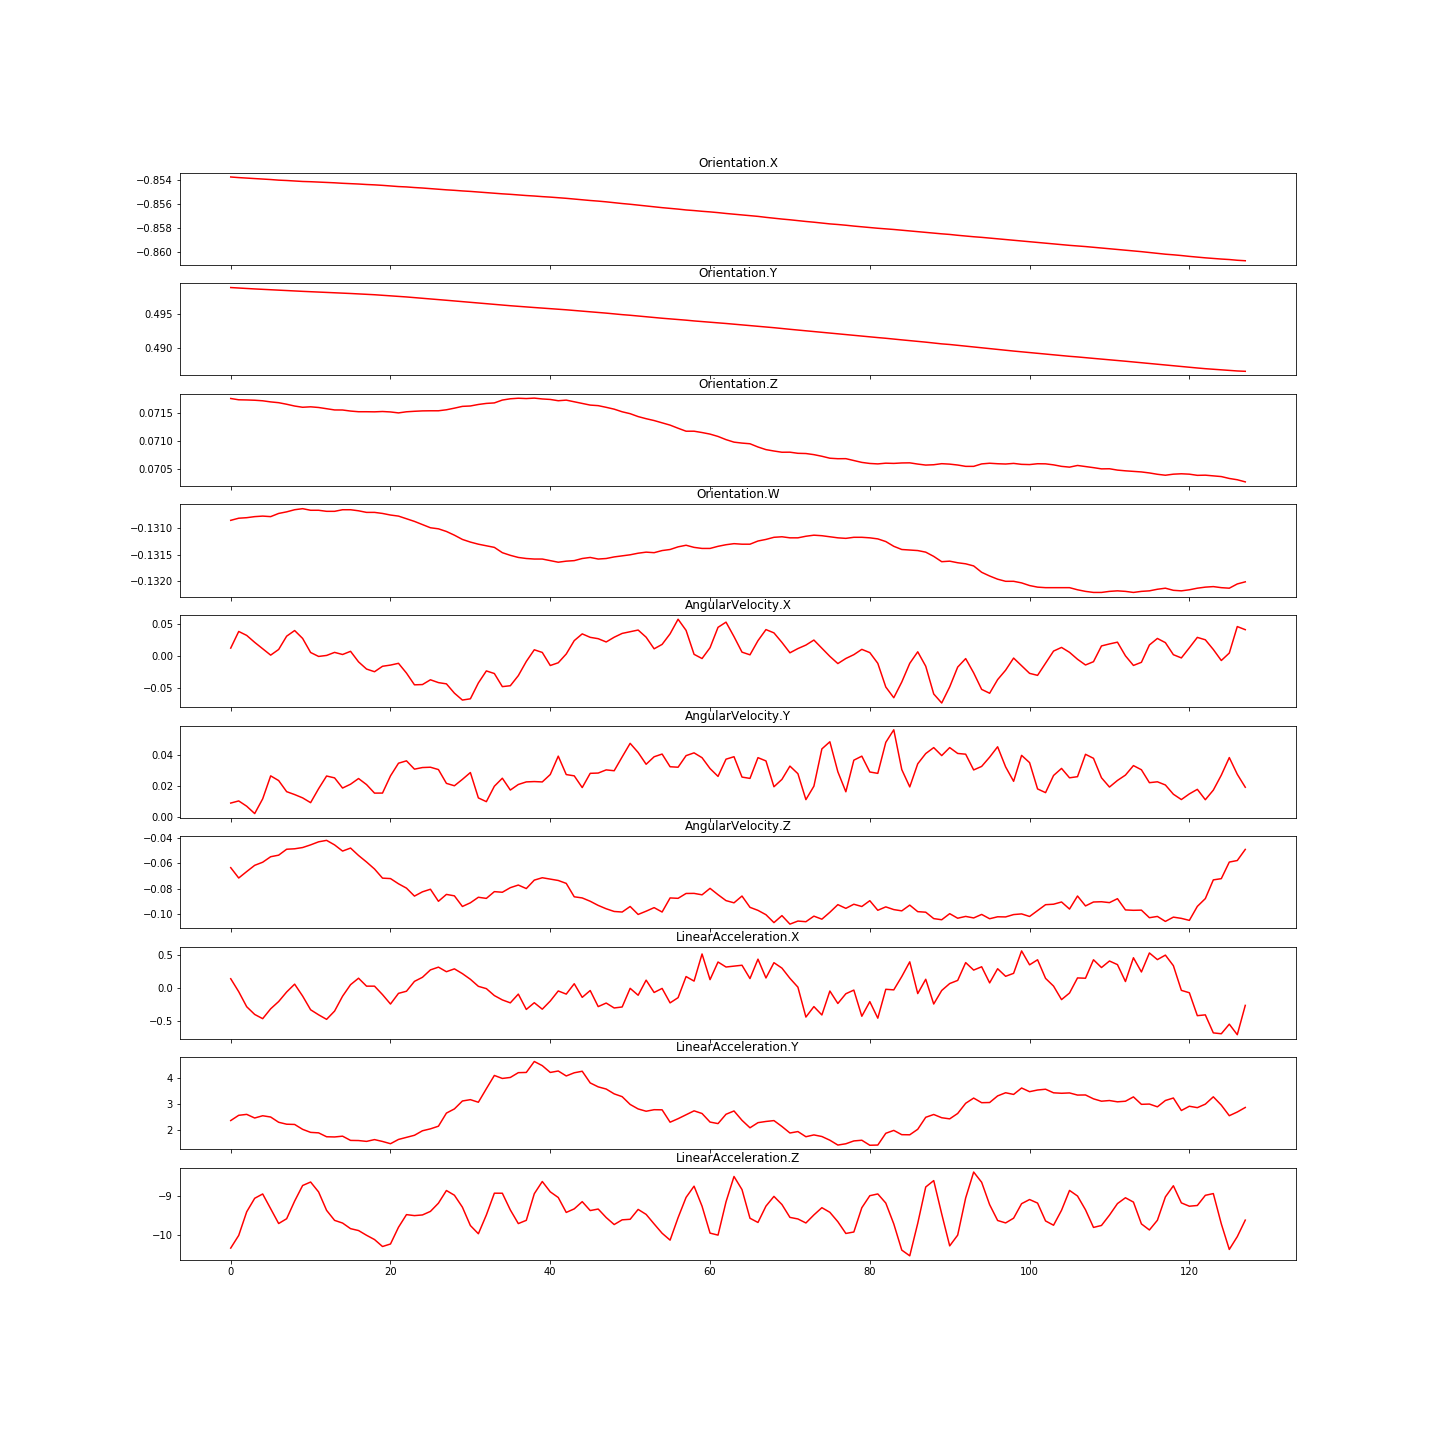 Orientation.X
−0.854
−0.856
−0.858
−0.860
Orientation.Y
0.495
0.490
Orientation.Z
0.0715
0.0710
0.0705
Orientation.W
−0.1310
−0.1315
−0.1320
AngularVelocity.X
0.05
0.00
−0.05
AngularVelocity.Y
0.04
0.02
0.00
AngularVelocity.Z
−0.04
−0.06
−0.08
−0.10
LinearAcceleration.X
0.5
0.0
−0.5
LinearAcceleration.Y
4
3
2
LinearAcceleration.Z
−9
−10
0 20 40 60 80 100 120